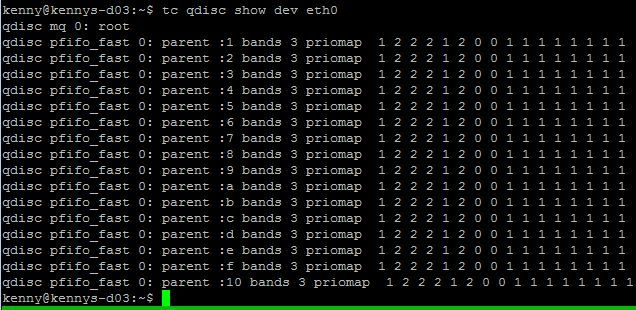 kenny@kennys-d03:~$ tc qdisc show dev eth0
qdisc mq 0: root
qdisc pfifo_fast 0: parent :1 bands 3 priomap  1 2 2 2 1 2 0 0 1 1 1 1 1 1 1 1
qdisc pfifo_fast 0: parent :2 bands 3 priomap  1 2 2 2 1 2 0 0 1 1 1 1 1 1 1 1
qdisc pfifo_fast 0: parent :3 bands 3 priomap  1 2 2 2 1 2 0 0 1 1 1 1 1 1 1 1
qdisc pfifo_fast 0: parent :4 bands 3 priomap  1 2 2 2 1 2 0 0 1 1 1 1 1 1 1 1
qdisc pfifo_fast 0: parent :5 bands 3 priomap  1 2 2 2 1 2 0 0 1 1 1 1 1 1 1 1
qdisc pfifo_fast 0: parent :6 bands 3 priomap  1 2 2 2 1 2 0 0 1 1 1 1 1 1 1 1
qdisc pfifo_fast 0: parent :7 bands 3 priomap  1 2 2 2 1 2 0 0 1 1 1 1 1 1 1 1
qdisc pfifo_fast 0: parent :8 bands 3 priomap  1 2 2 2 1 2 0 0 1 1 1 1 1 1 1 1
qdisc pfifo_fast 0: parent :9 bands 3 priomap  1 2 2 2 1 2 0 0 1 1 1 1 1 1 1 1
qdisc pfifo_fast 0: parent :a bands 3 priomap  1 2 2 2 1 2 0 0 1 1 1 1 1 1 1 1
qdisc pfifo_fast 0: parent :b bands 3 priomap  1 2 2 2 1 2 0 0 1 1 1 1 1 1 1 1
qdisc pfifo_fast 0: parent :c bands 3 priomap  1 2 2 2 1 2 0 0 1 1 1 1 1 1 1 1
qdisc pfifo_fast 0: parent :d bands 3 priomap  1 2 2 2 1 2 0 0 1 1 1 1 1 1 1 1
qdisc pfifo_fast 0: parent :e bands 3 priomap  1 2 2 2 1 2 0 0 1 1 1 1 1 1 1 1
qdisc pfifo_fast 0: parent :f bands 3 priomap  1 2 2 2 1 2 0 0 1 1 1 1 1 1 1 1
qdisc pfifo_fast 0: parent :10 bands 3 priomap  1 2 2 2 1 2 0 0 1 1 1 1 1 1 1 1
kenny@kennys-d03:~$